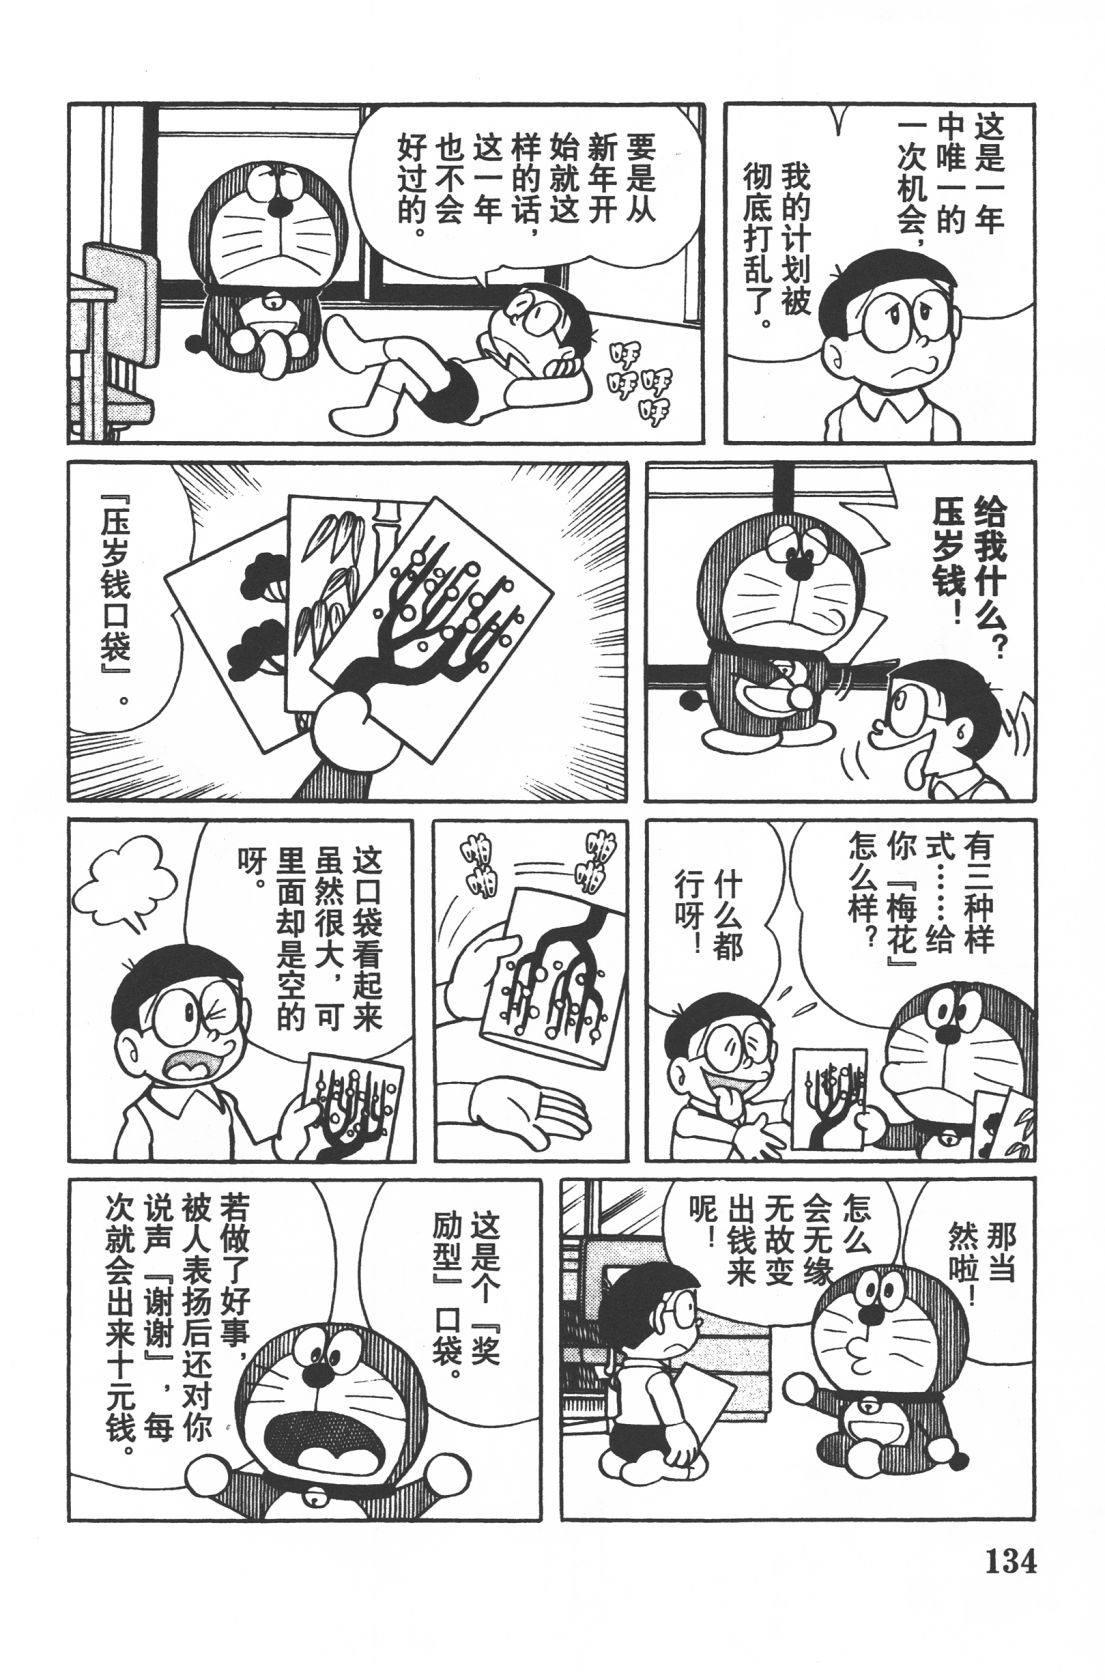 这是一年
中唯一的
一次机会，
我的计划被
彻底打乱了。
要是从
新年开
始就这
样的话，
这一年
也不会
好过的。
呼
呼呼
呼
给我什么？
压岁钱！
『压岁钱口袋』。
有三种样
式……给
你『梅花』
怎么样？
什么都
行呀！
啪
啪
啪
啪
这口袋看起来
虽然很大，可
里面却是空的
呀。
那当
然啦！
怎么
会无缘
无故变
出钱来
呢！
这是个『奖
励型』口袋。
若做了好事，
被人表扬后还对你
说声『谢谢』，每
次就会出来十元钱。
134